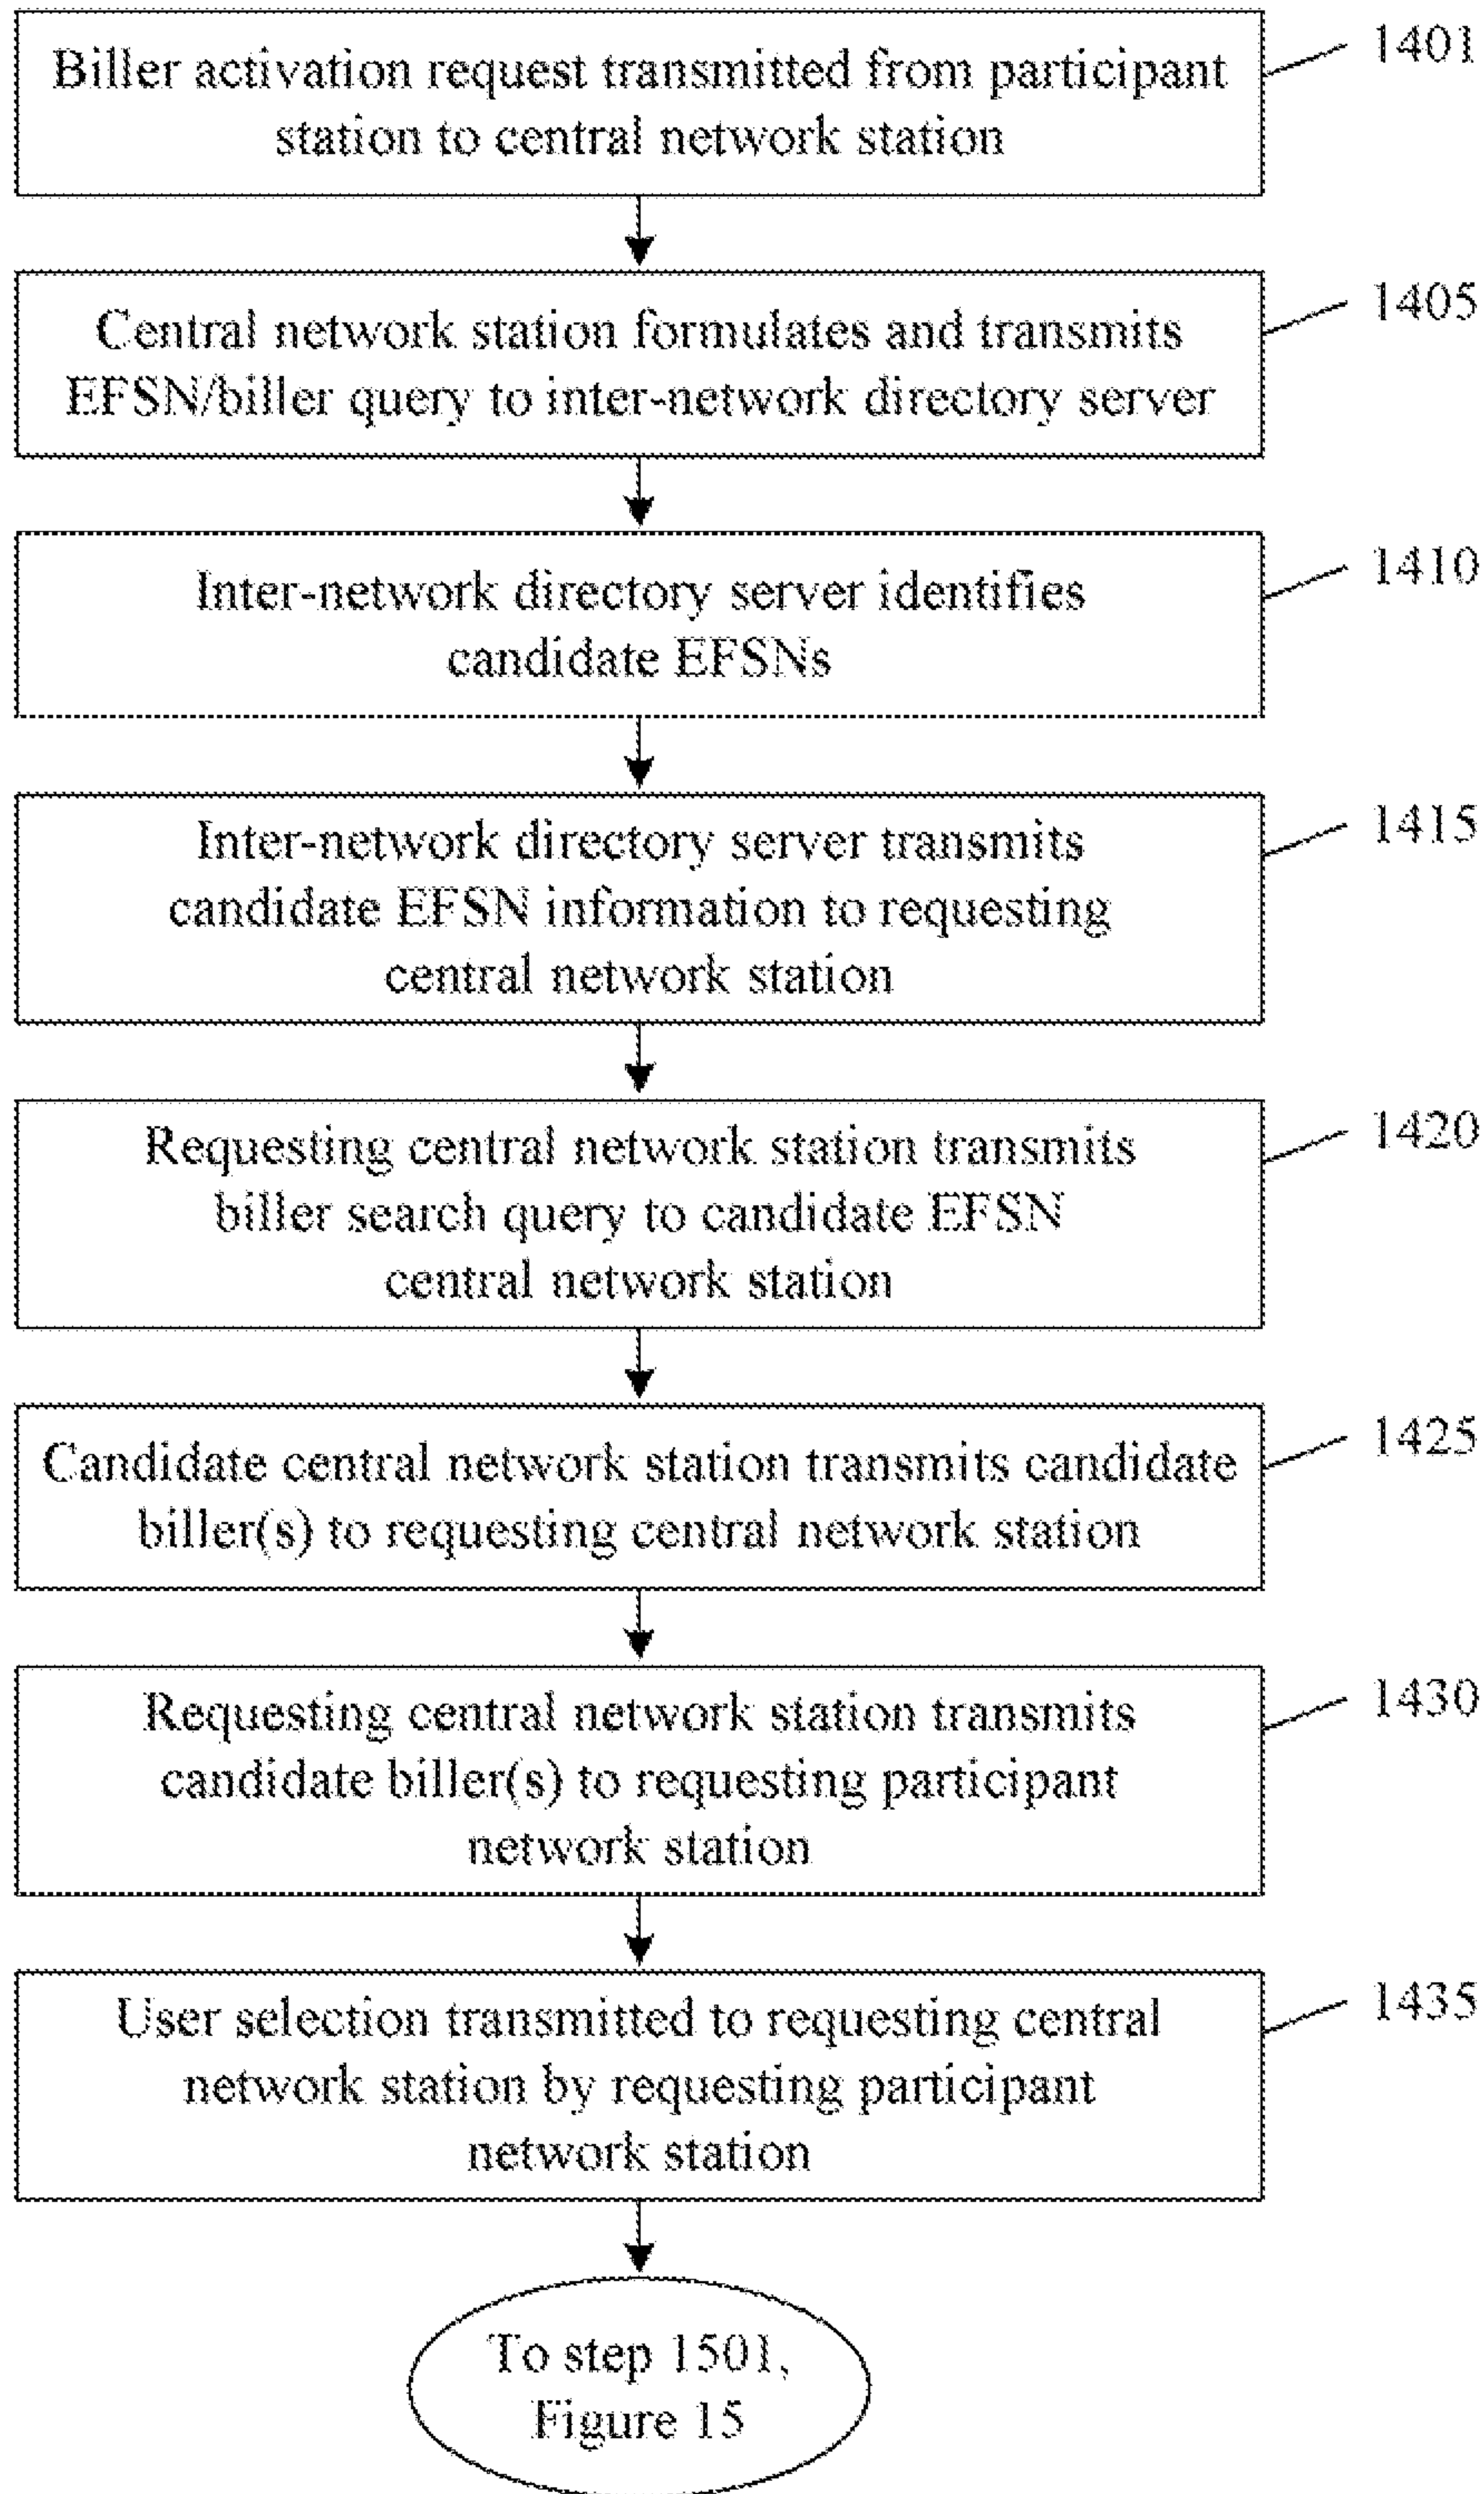 Biller activation request transmitted from participant
station to central network station
1401
Central network station formulates and transmits
EFSN/biller query to inter-network directory server
1405
Inter-network directory server identifies
candidate EFSNs
1410
Inter-network directory server transmits
candidate EFSN information to requesting
central network station
1415
Requesting central network station transmits
biller search query to candidate EFSN
central network station
1420
Candidate central network station transmits candidate
biller(s) to requesting central network station
1425
Requesting central network station transmits
candidate biller(s) to requesting participant
network station
1430
User selection transmitted to requesting central
network station by requesting participant
network station
1435
To step 1501,
Figure 15